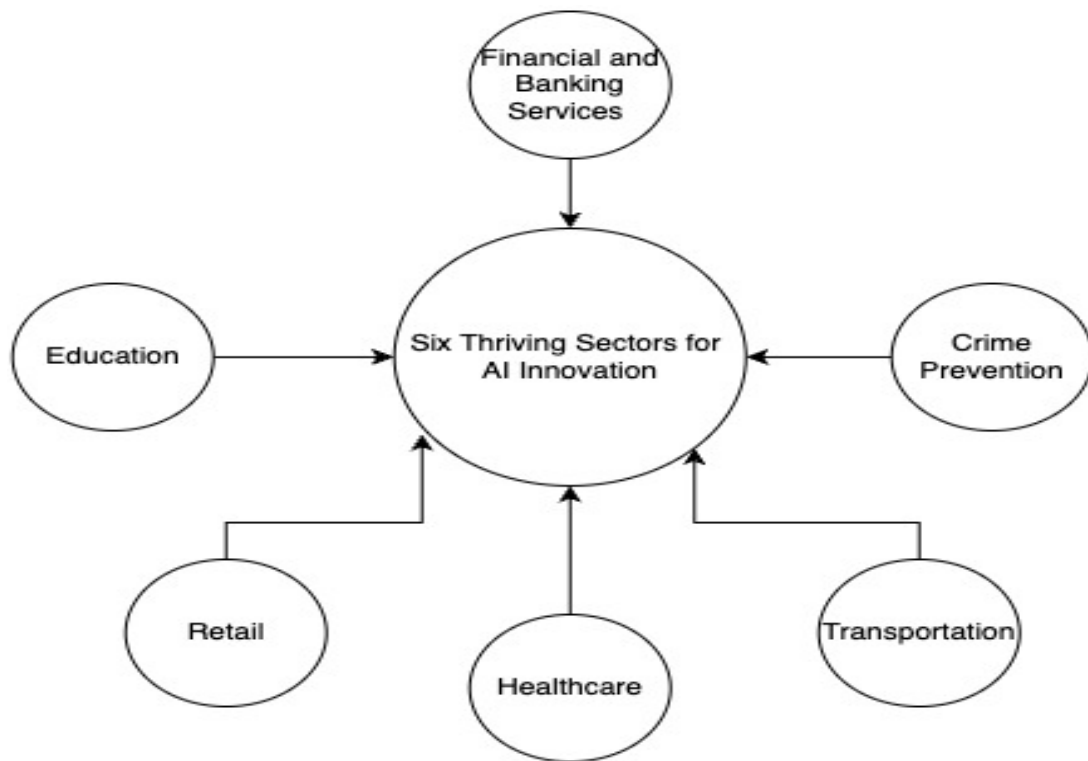 Financial and
Banking
Services
Education
Six Thriving Sectors for
AI Innovation
Crime
Prevention
Retail
Healthcare
Transportation